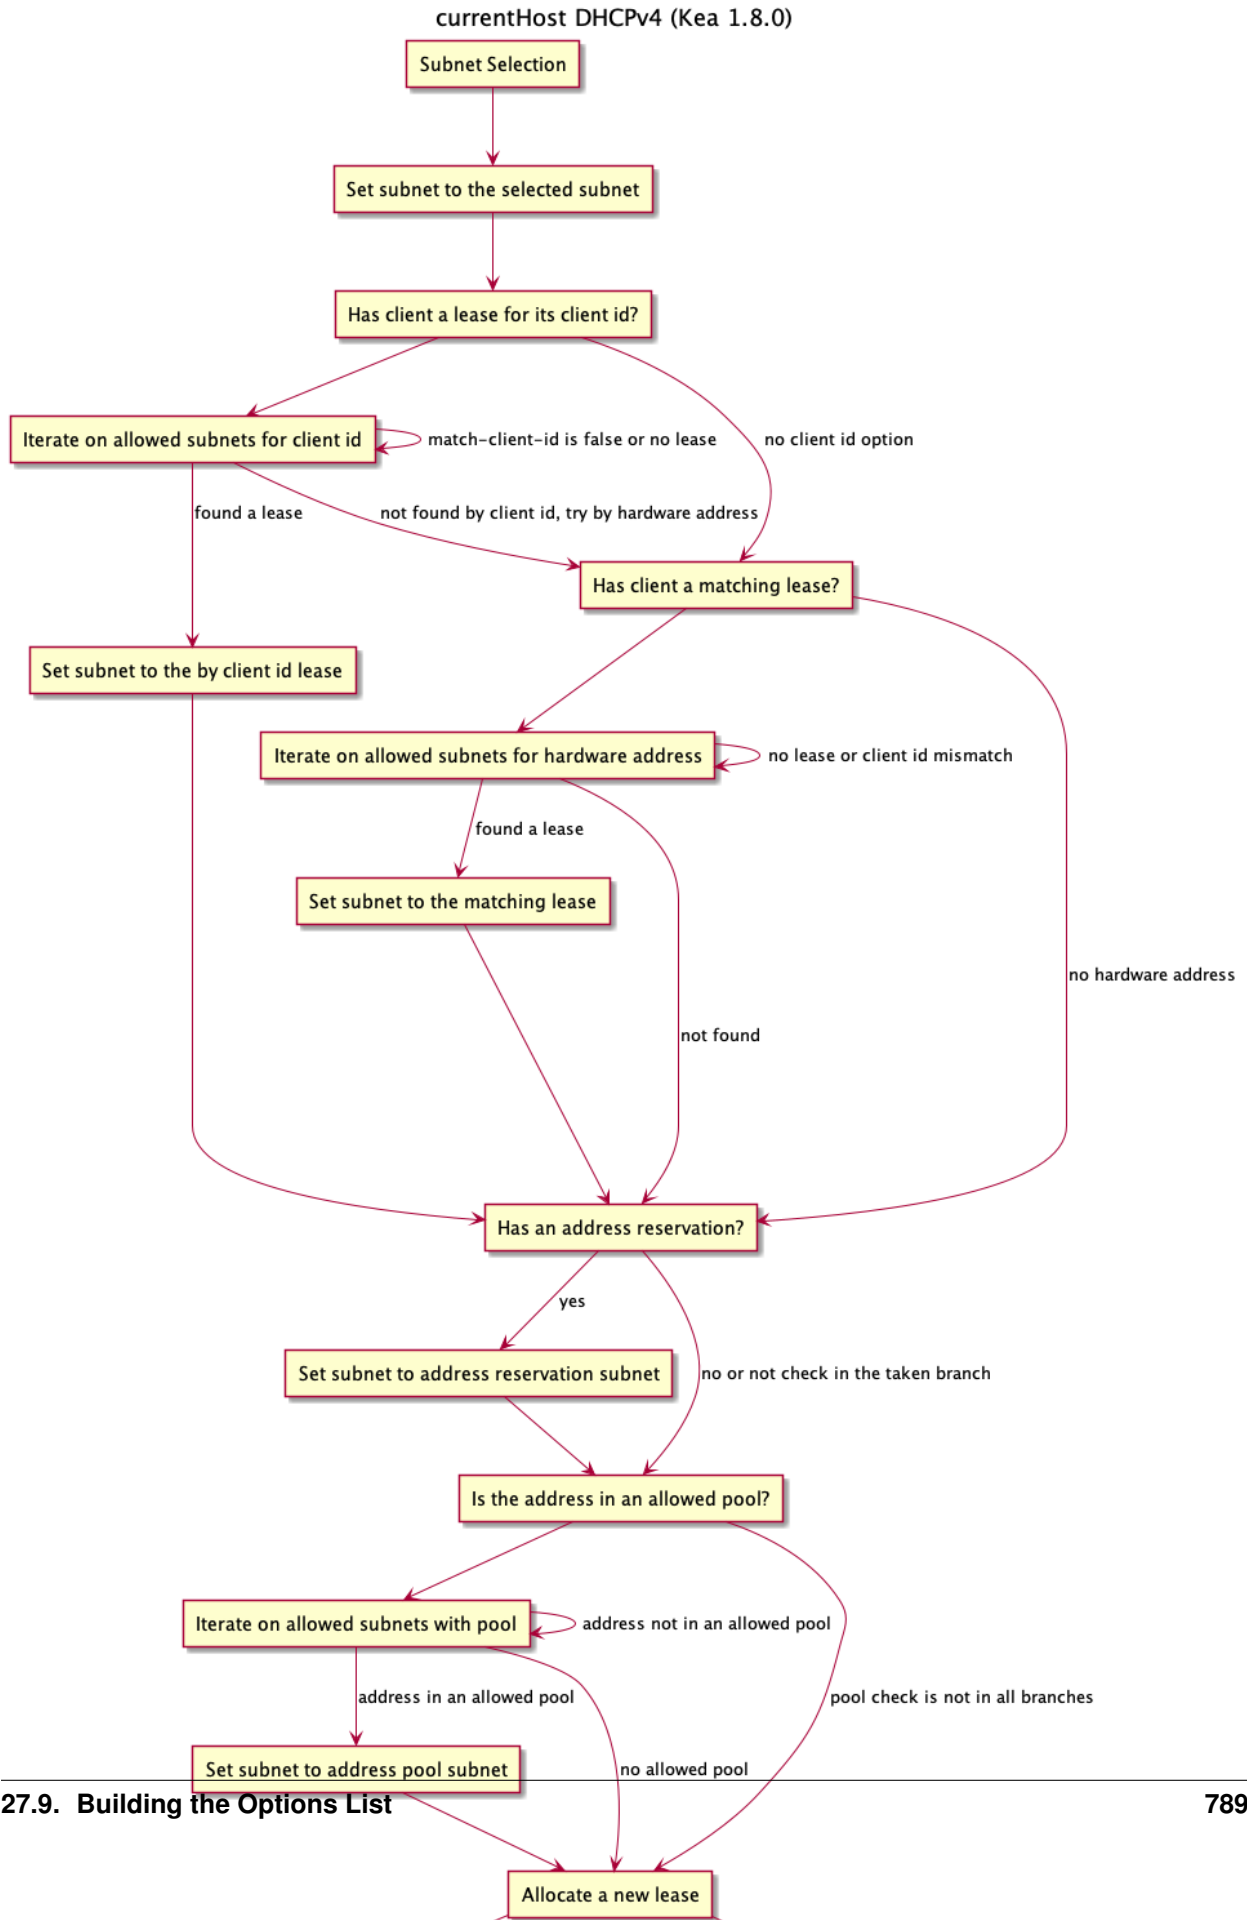 currentHost DHCPv4 (Kea 1.8.0)
Subnet Selection
Set subnet to the selected subnet
Has client a lease for its client id?
Iterate on allowed subnets for client id
match-client-id is false or no lease
no client id option
found a lease
not found by client id, try by hardware address
Has client a matching lease?
Set subnet to the by client id lease
Iterate on allowed subnets for hardware address
no lease or client id mismatch
found a lease
Set subnet to the matching lease
no hardware address
not found
Has an address reservation?
yes
Set subnet to address reservation subnet
no or not check in the taken branch
Is the address in an allowed pool?
Iterate on allowed subnets with pool
address not in an allowed pool
address in an allowed pool
pool check is not in all branches
Set subnet to address pool subnet
no allowed pool
27.9. Building the Options List 789
Allocate a new lease